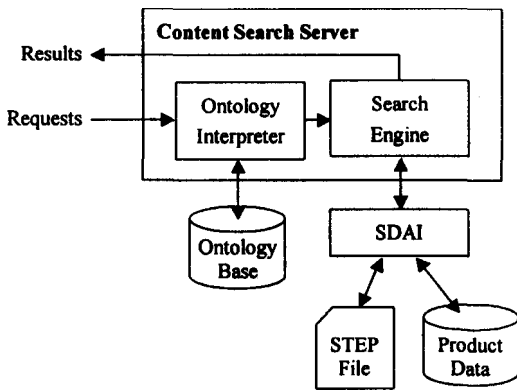 Content Search Server
Results
Requests
Ontology
Interpreter
Search
Engine
Ontology
Base
SDAI
STEP
File
Product
Data